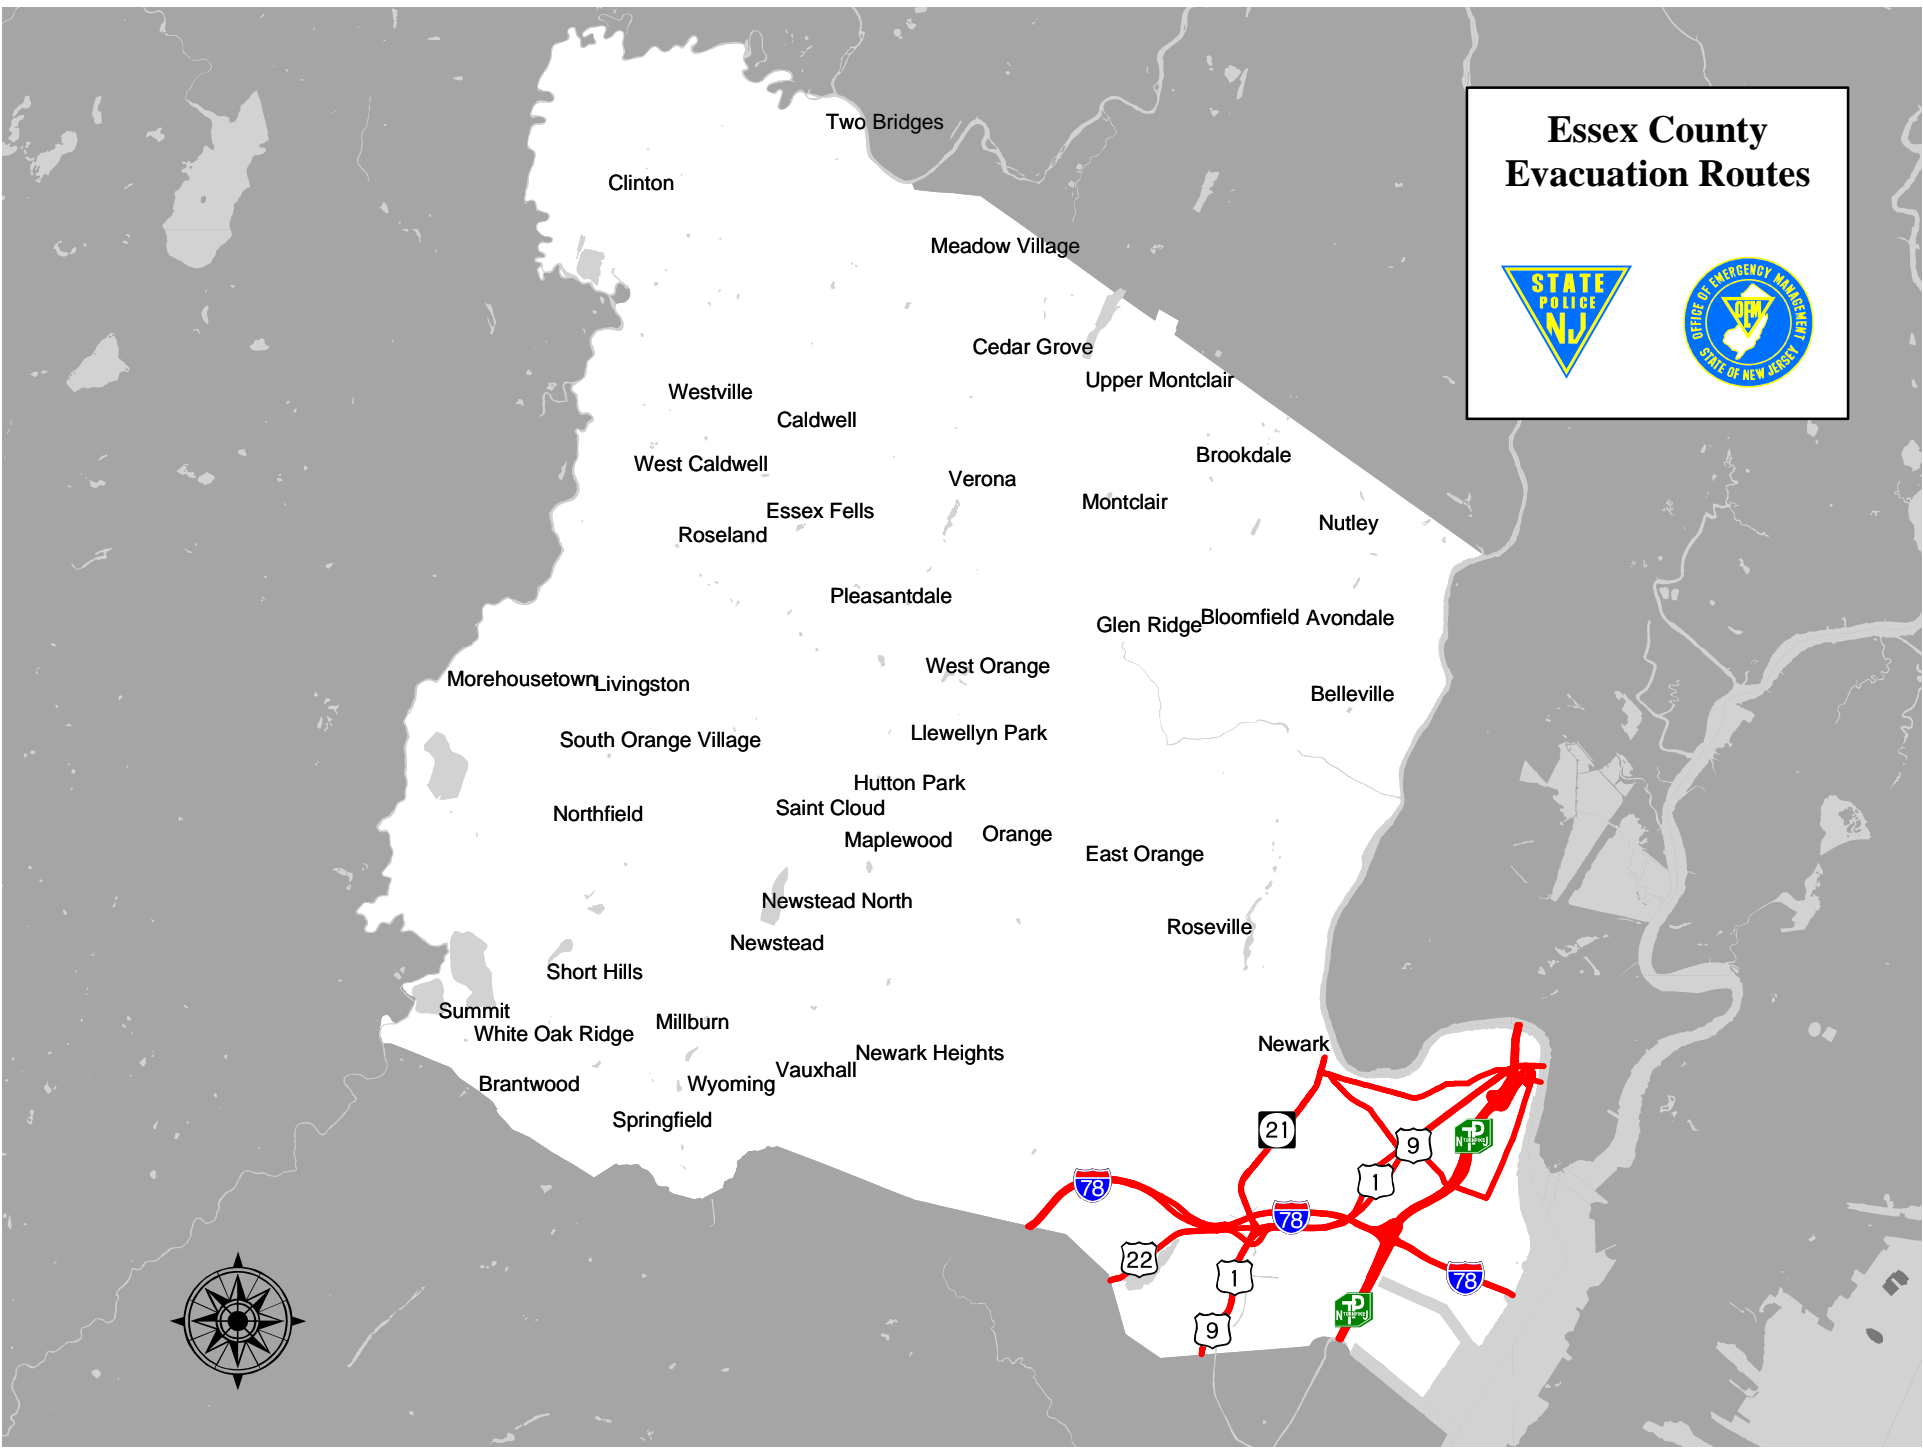 Essex County
Evacuation Routes
STATE
POLICE
NJ
OFFICE OF EMERGENCY MANAGEMENT
OEM
STATE OF NEW JERSEY
Two Bridges
Clinton
Meadow Village
Cedar Grove
Upper Montclair
Westville
Caldwell
Brookdale
West Caldwell
Verona
Montclair
Essex Fells
Nutley
Roseland
Pleasantdale
Glen Ridge
Bloomfield
Avondale
West Orange
Morehousetown
Livingston
Belleville
Llewellyn Park
South Orange Village
Hutton Park
Saint Cloud
Northfield
Orange
Maplewood
East Orange
Newstead North
Roseville
Newstead
Short Hills
Summit
Millburn
White Oak Ridge
Newark
Newark Heights
Vauxhall
Brantwood
Wyoming
Springfield
21
9
N TURNPIKE J
TP
1
78
78
22
1
78
N TURNPIKE J
TP
9